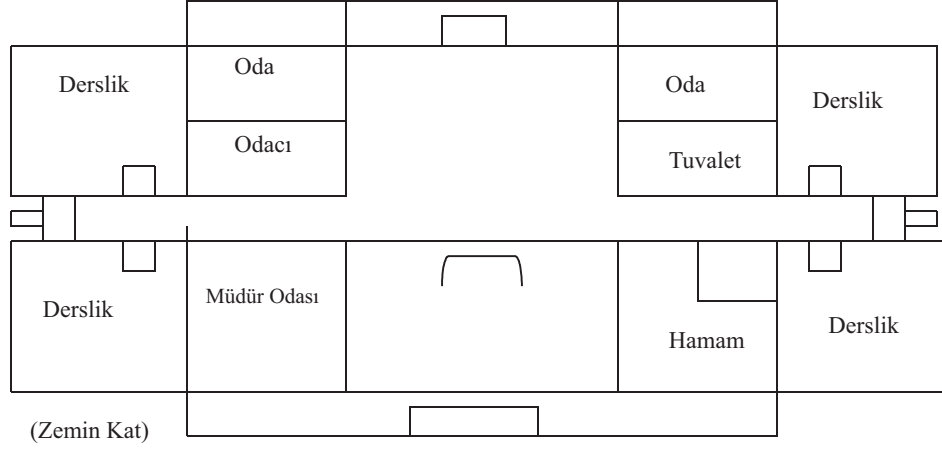 Derslik
Oda
Oda
Derslik
Odacı
Tuvalet
Derslik
Müdür Odası
Hamam
Derslik
(Zemin Kat)